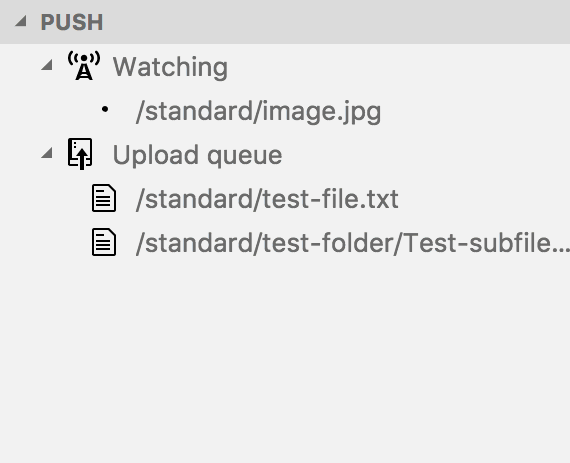 PUSH
Watching
/standard/image.jpg
Upload queue
/standard/test-file.txt
/standard/test-folder/Test-subfile...